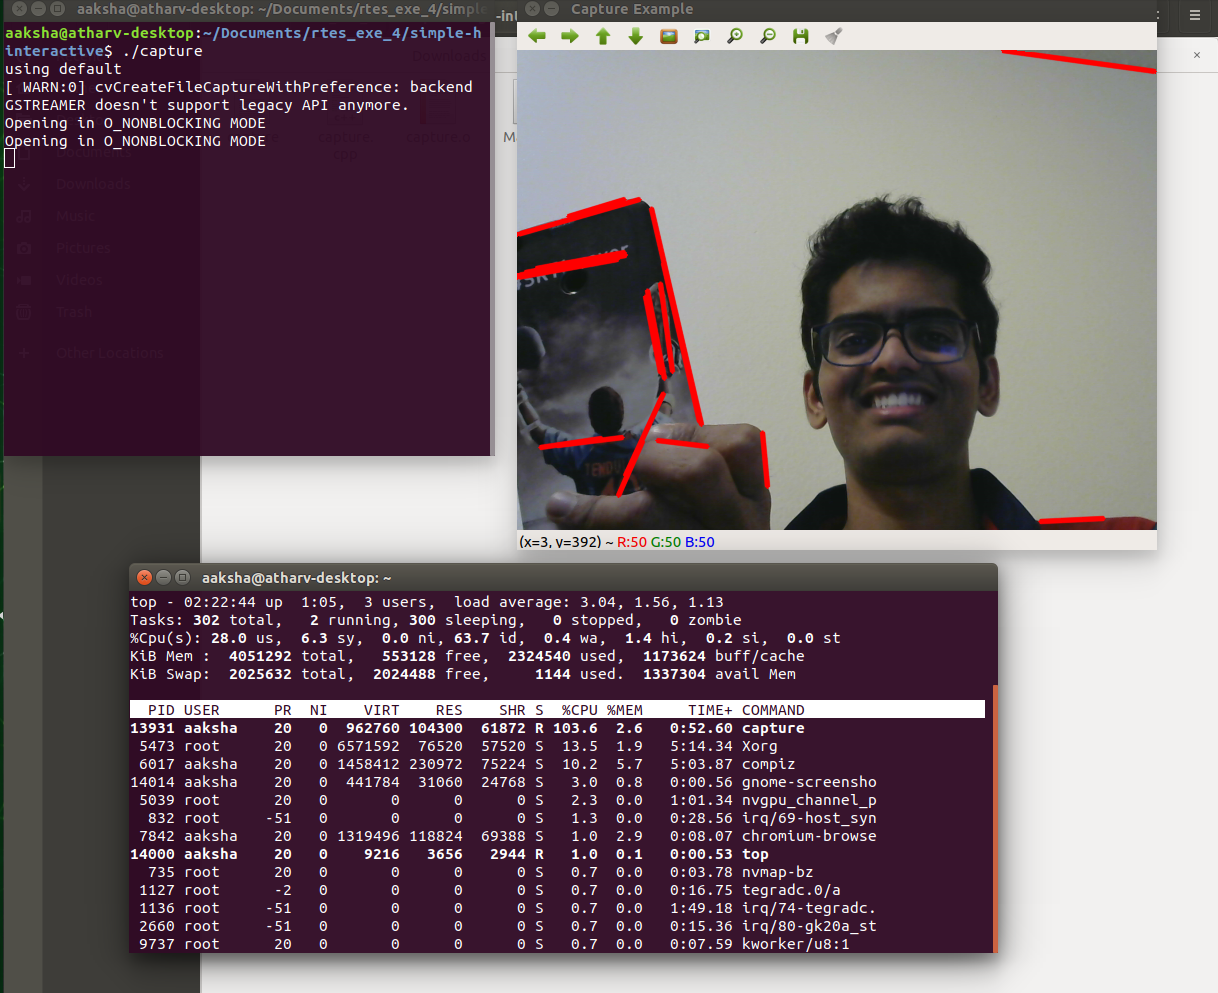 aaksha@atharv-desktop: ~/Documents/rtes_exe_4/simple
aaksha@atharv-desktop:~/Documents/rtes_exe_4/simple-h
interactive$ ./capture
using default
[ WARN:0] cvCreateFileCaptureWithPreference: backend
GSTREAMER doesn't support legacy API anymore.
Opening in O_NONBLOCKING MODE
Opening in O_NONBLOCKING MODE
Downloads
capture.
cpp
capture.o
Documents
Downloads
Music
Pictures
Videos
Trash
Other Locations
Capture Example
(x=3, y=392) ~ R:50 G:50 B:50
aaksha@atharv-desktop: ~
top - 02:22:44 up  1:05,  3 users,  load average: 3.04, 1.56, 1.13
Tasks: 302 total,   2 running, 300 sleeping,   0 stopped,   0 zombie
%Cpu(s): 28.0 us,  6.3 sy,  0.0 ni, 63.7 id,  0.4 wa,  1.4 hi,  0.2 si,  0.0 st
KiB Mem :  4051292 total,   553128 free,  2324540 used,  1173624 buff/cache
KiB Swap:  2025632 total,  2024488 free,     1144 used.  1337304 avail Mem
PID USER      PR  NI    VIRT    RES    SHR S  %CPU %MEM     TIME+ COMMAND
13931 aaksha    20   0  962760 104300  61872 R 103.6  2.6   0:52.60 capture
5473 root      20   0 6571592  76520  57520 S  13.5  1.9   5:14.34 Xorg
6017 aaksha    20   0 1458412 230972  75224 S  10.2  5.7   5:03.87 compiz
14014 aaksha    20   0  441784  31060  24768 S   3.0  0.8   0:00.56 gnome-screensho
5039 root      20   0       0      0      0 S   2.3  0.0   1:01.34 nvgpu_channel_p
832 root     -51   0       0      0      0 S   1.3  0.0   0:28.56 irq/69-host_syn
7842 aaksha    20   0 1319496 118824  69388 S   1.0  2.9   0:08.07 chromium-browse
14000 aaksha    20   0    9216   3656   2944 R   1.0  0.1   0:00.53 top
735 root      20   0       0      0      0 S   0.7  0.0   0:03.78 nvmap-bz
1127 root      -2   0       0      0      0 S   0.7  0.0   0:16.75 tegradc.0/a
1136 root     -51   0       0      0      0 S   0.7  0.0   1:49.18 irq/74-tegradc.
2660 root     -51   0       0      0      0 S   0.7  0.0   0:15.36 irq/80-gk20a_st
9737 root      20   0       0      0      0 S   0.7  0.0   0:07.59 kworker/u8:1